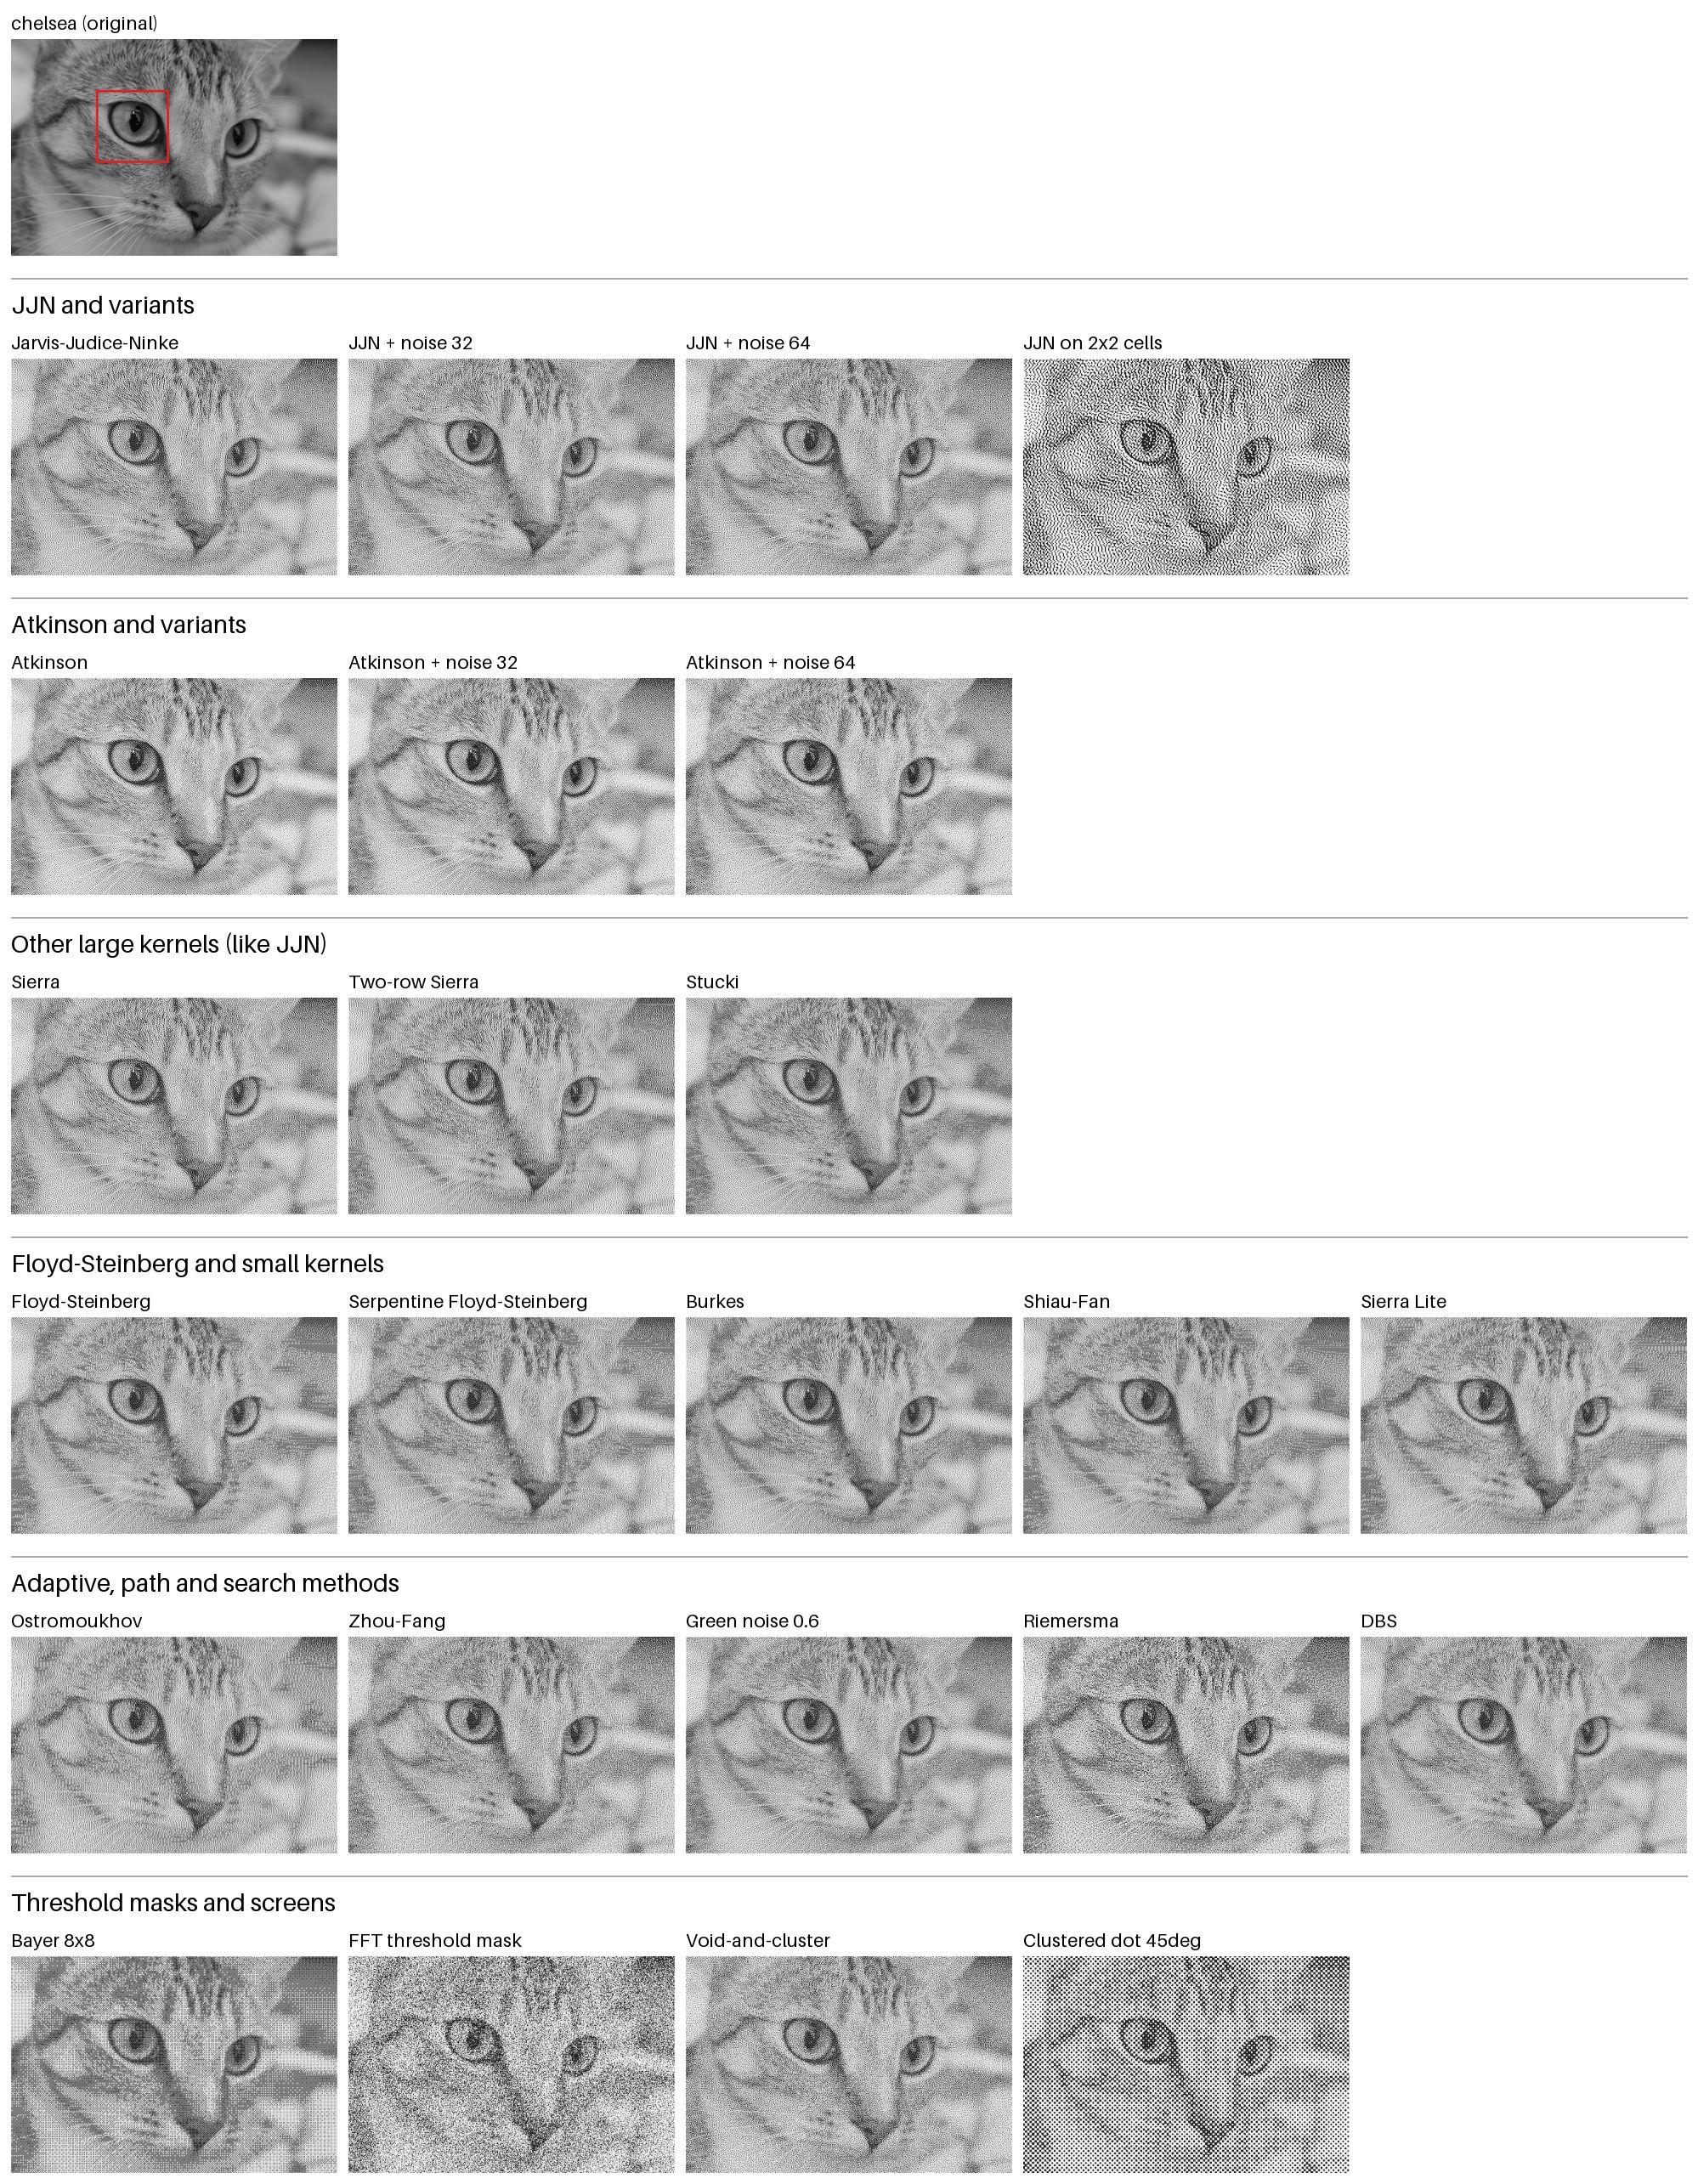 chelsea (original)
JJN and variants
Jarvis-Judice-Ninke
JJN + noise 32
JJN + noise 64
JJN on 2x2 cells
Atkinson and variants
Atkinson
Atkinson + noise 32
Atkinson + noise 64
Other large kernels (like JJN)
Sierra
Two-row Sierra
Stucki
Floyd-Steinberg and small kernels
Floyd-Steinberg
Serpentine Floyd-Steinberg
Burkes
Shiau-Fan
Sierra Lite
Adaptive, path and search methods
Ostromoukhov
Zhou-Fang
Green noise 0.6
Riemersma
DBS
Threshold masks and screens
Bayer 8x8
FFT threshold mask
Void-and-cluster
Clustered dot 45deg